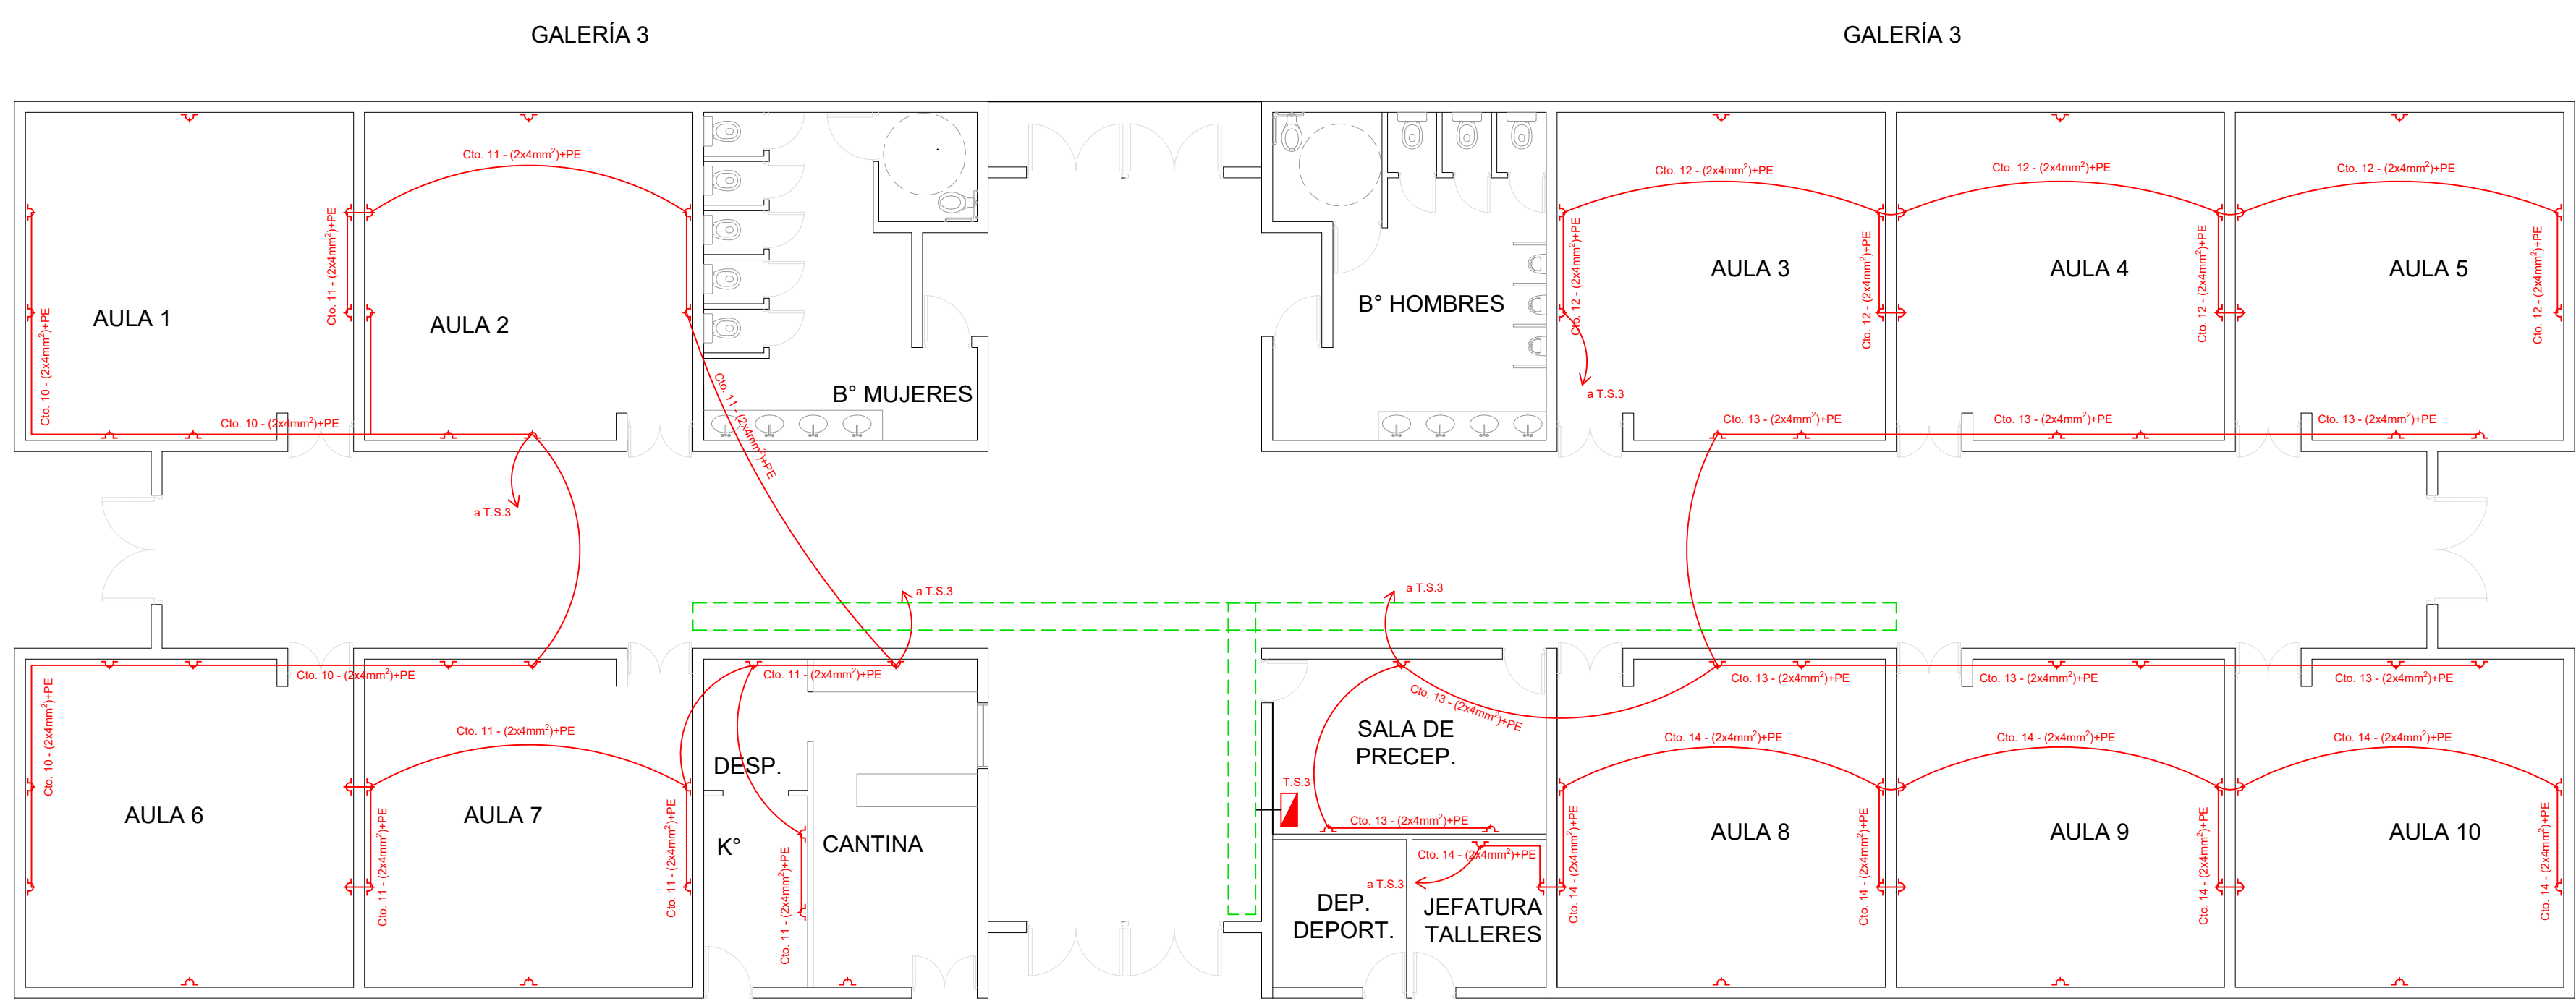 GALERÍA 3
GALERÍA 3
Cto. 11 - (2x4mm²)+PE
Cto. 12 - (2x4mm²)+PE
Cto. 12 - (2x4mm²)+PE
Cto. 12 - (2x4mm²)+PE
Cto. 11 - (2x4mm²)+PE
Cto. 12 - (2x4mm²)+PE
Cto. 12 - (2x4mm²)+PE
Cto. 12 - (2x4mm²)+PE
Cto. 12 - (2x4mm²)+PE
AULA 1
AULA 2
B° HOMBRES
AULA 3
AULA 4
AULA 5
Cto. 10 - (2x4mm²)+PE
B° MUJERES
a T.S.3
Cto. 10 - (2x4mm²)+PE
Cto. 11 - (2x4mm²)+PE
Cto. 13 - (2x4mm²)+PE
Cto. 13 - (2x4mm²)+PE
Cto. 13 - (2x4mm²)+PE
a T.S.3
a T.S.3
a T.S.3
Cto. 10 - (2x4mm²)+PE
Cto. 11 - (2x4mm²)+PE
Cto. 13 - (2x4mm²)+PE
Cto. 13 - (2x4mm²)+PE
Cto. 13 - (2x4mm²)+PE
Cto. 13 - (2x4mm²)+PE
Cto. 10 - (2x4mm²)+PE
Cto. 11 - (2x4mm²)+PE
SALA DE
PRECEP.
Cto. 14 - (2x4mm²)+PE
Cto. 14 - (2x4mm²)+PE
Cto. 14 - (2x4mm²)+PE
DESP.
T.S.3
AULA 6
AULA 7
Cto. 13 - (2x4mm²)+PE
AULA 8
AULA 9
AULA 10
K°
CANTINA
Cto. 11 - (2x4mm²)+PE
Cto. 11 - (2x4mm²)+PE
Cto. 11 - (2x4mm²)+PE
Cto. 14 - (2x4mm²)+PE
Cto. 14 - (2x4mm²)+PE
Cto. 14 - (2x4mm²)+PE
Cto. 14 - (2x4mm²)+PE
Cto. 14 - (2x4mm²)+PE
a T.S.3
DEP.
DEPORT.
JEFATURA
TALLERES